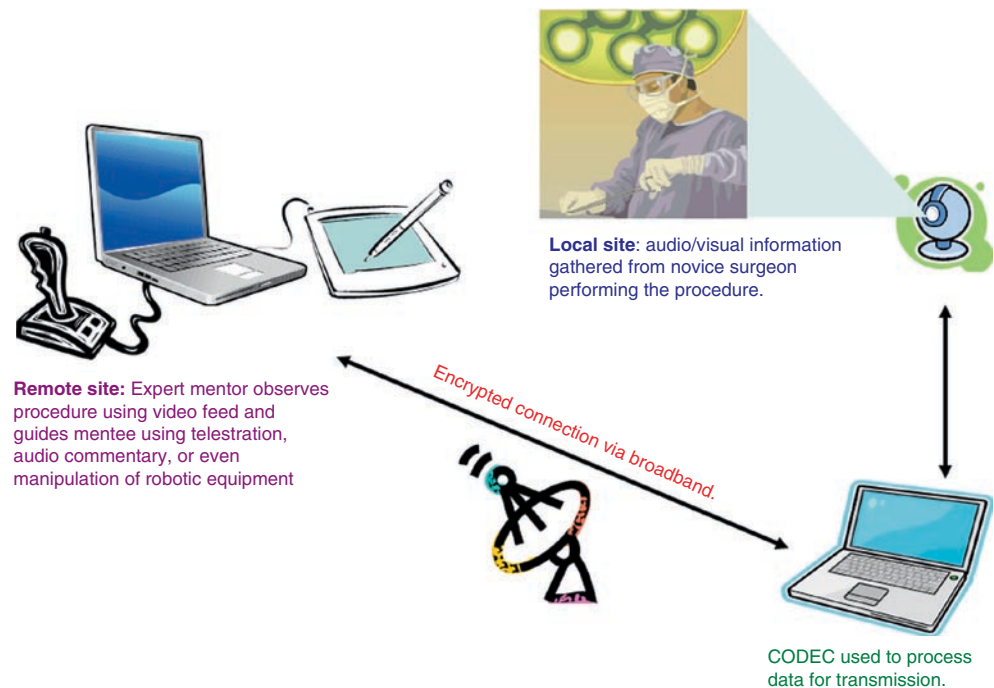 Local site: audio/visual information
gathered from novice surgeon
performing the procedure.
Remote site: Expert mentor observes
procedure using video feed and
guides mentee using telestration,
audio commentary, or even
manipulation of robotic equipment
Encrypted connection via broadband.
CODEC used to process
data for transmission.